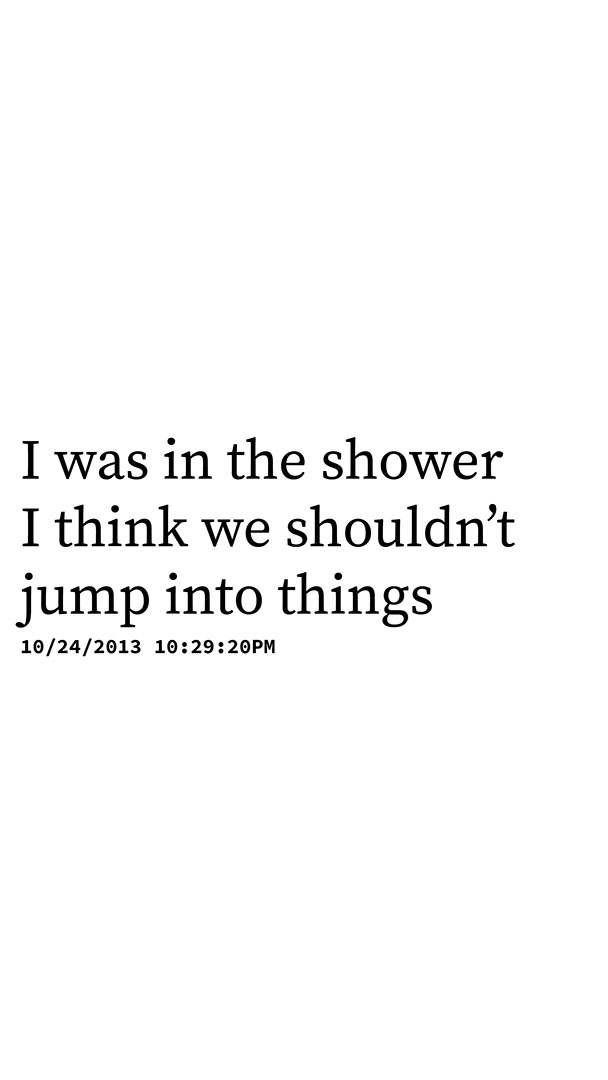 I was in the shower
I think we shouldn’t
jump into things
10/24/2013 10:29:20PM